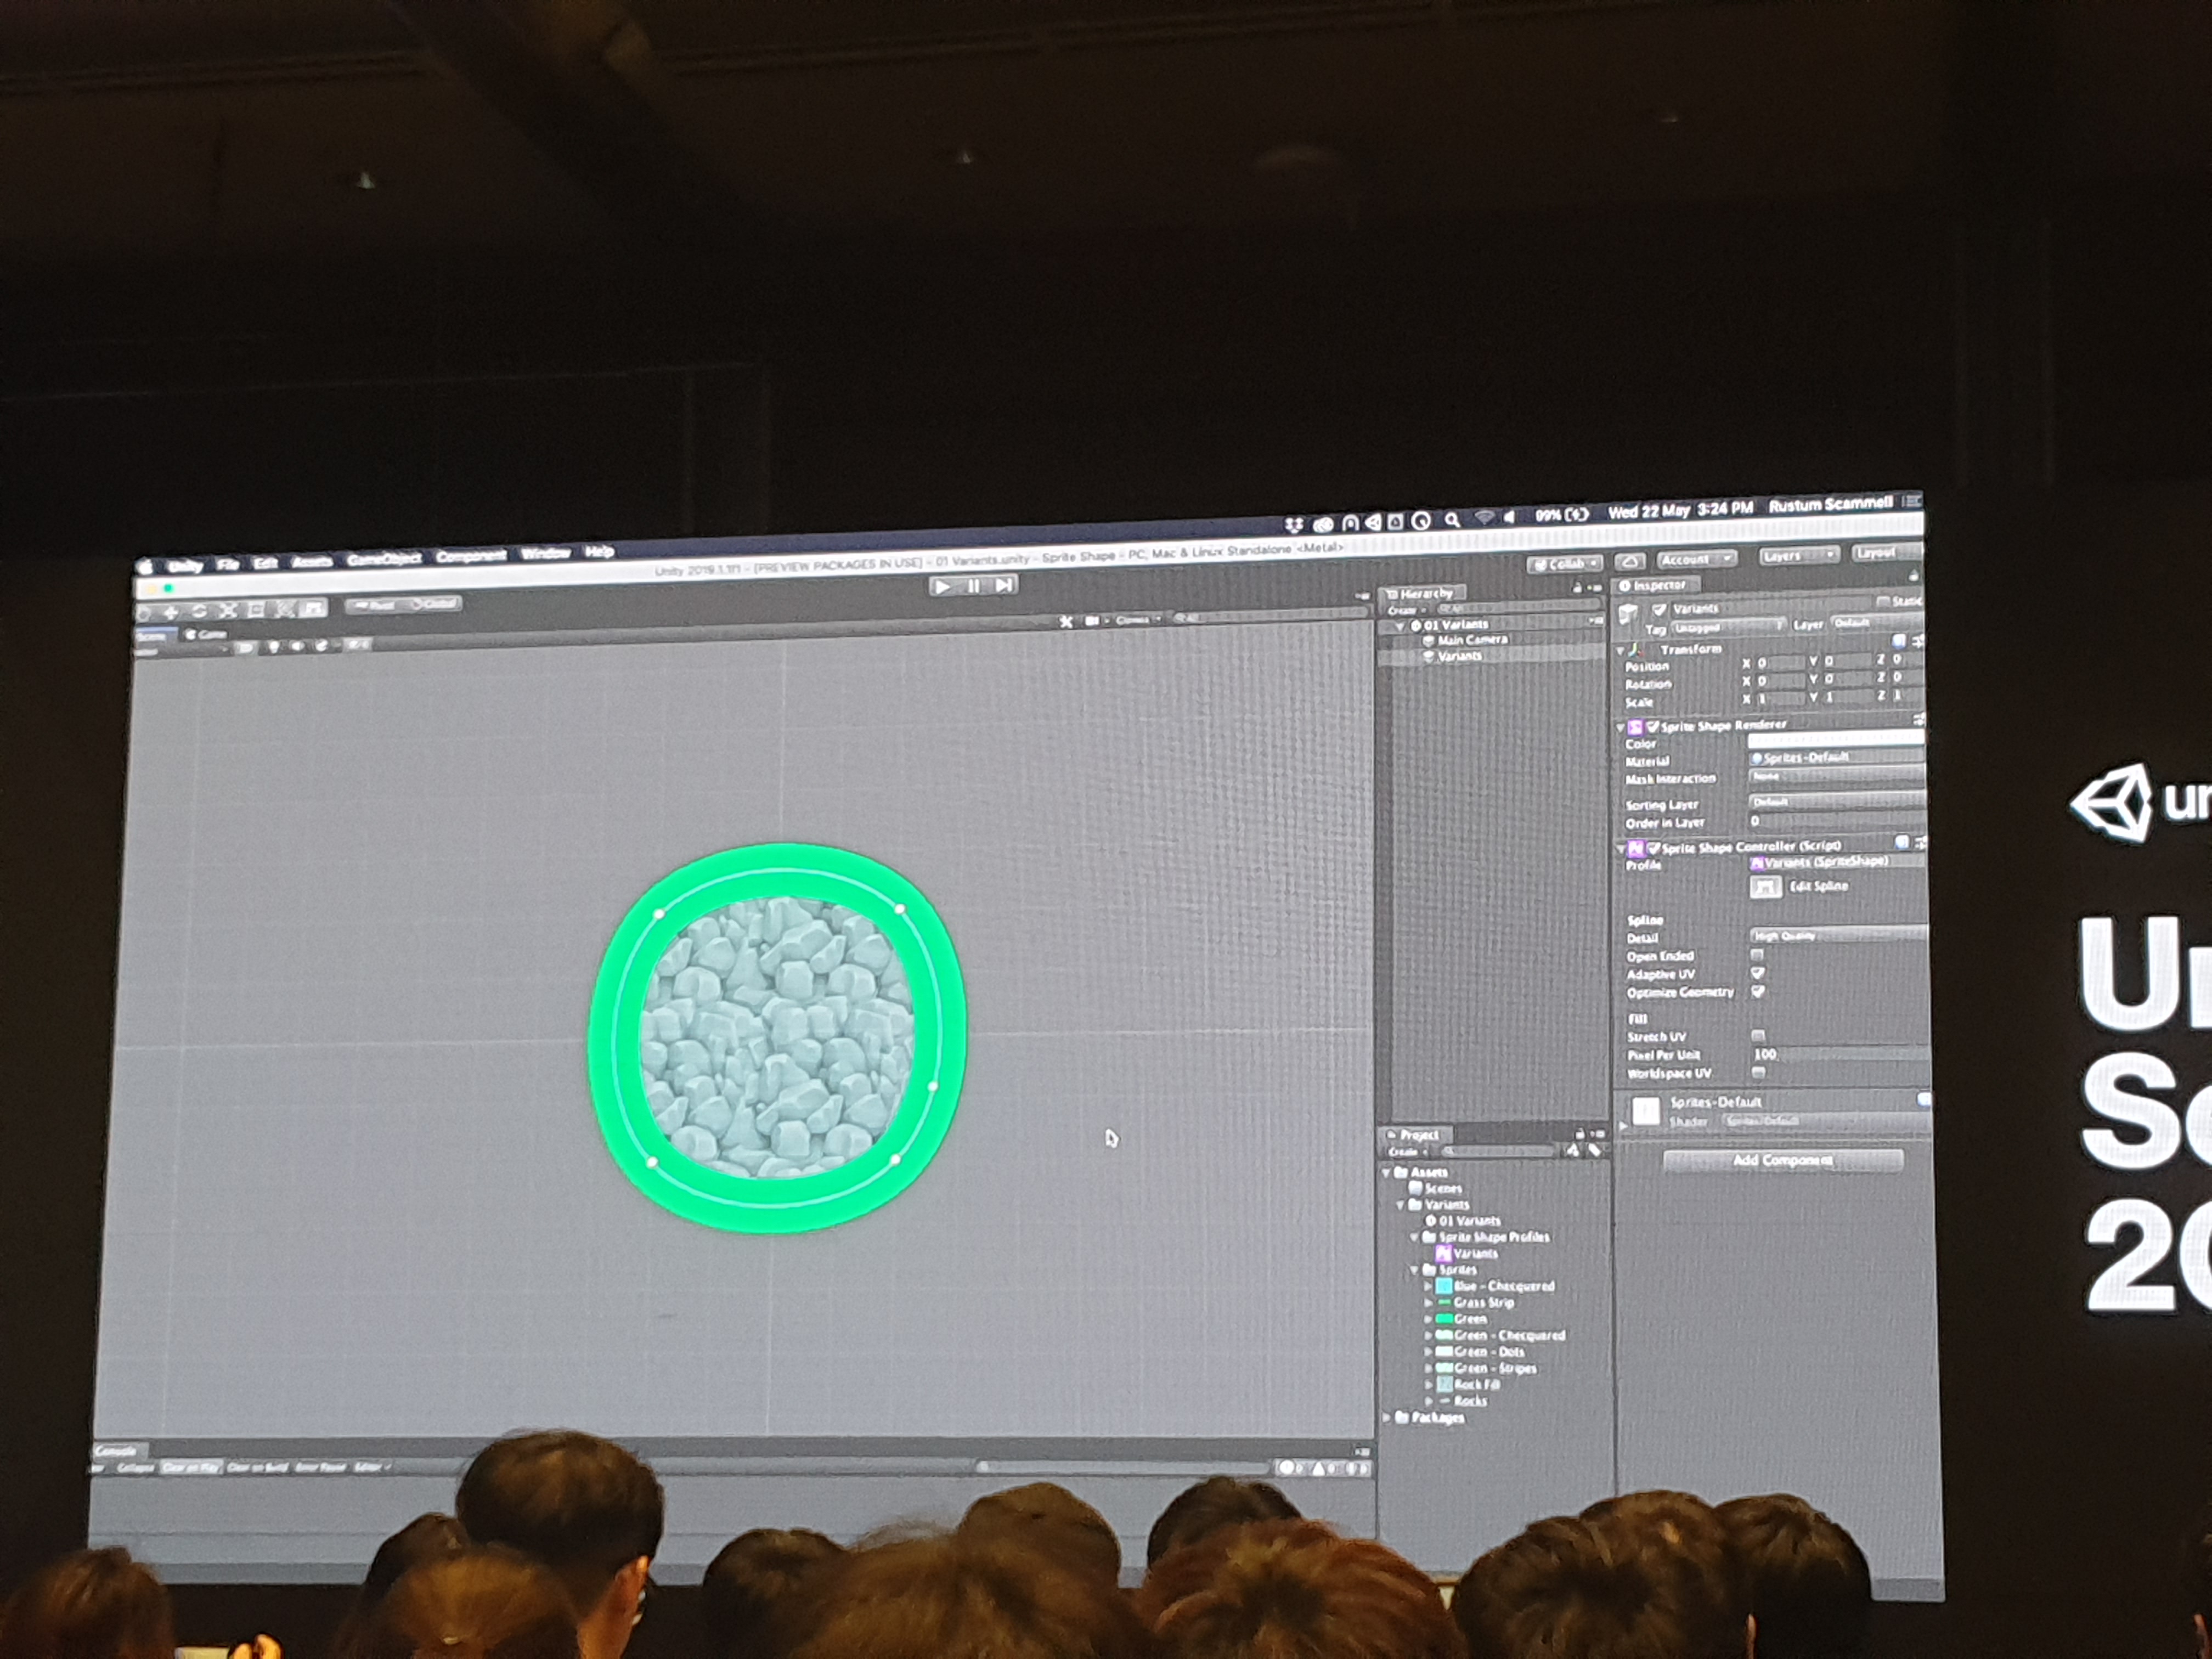 Unity File Edit Assets GameObject Component Window Help
99% Wed 22 May 3:24 PM Rustum Scammell
Unity 2019.1.1f1 - [PREVIEW PACKAGES IN USE] - 01 Variants.unity - Sprite Shape - PC, Mac & Linux Standalone <Metal>
Collab Account Layers Layout
Pivot Global
Scene Game
Gizmos
Hierarchy
Create
01 Variants
Main Camera
Variants
Inspector
Variants Static
Tag Untagged Layer Default
Transform
Position X 0 Y 0 Z 0
Rotation X 0 Y 0 Z 0
Scale X 1 Y 1 Z 1
Sprite Shape Renderer
Color
Material Sprites-Default
Mask Interaction None
Sorting Layer Default
Order in Layer 0
Sprite Shape Controller (Script)
Profile Variants (SpriteShape)
Edit Spline
Spline
Detail High Quality
Open Ended
Adaptive UV
Optimize Geometry
Fill
Stretch UV
Pixel Per Unit 100
Worldspace UV
Sprites-Default
Shader Sprites/Default
Add Component
Project
Create
Assets
Scenes
Variants
01 Variants
Sprite Shape Profiles
Variants
Sprites
Blue - Checquered
Grass Strip
Green
Green - Checquared
Green - Dots
Green - Stripes
Rock Fill
Rocks
Packages
Console
Collapse Clear on Play Clear on Build Error Pause Editor
un
Un
Se
20